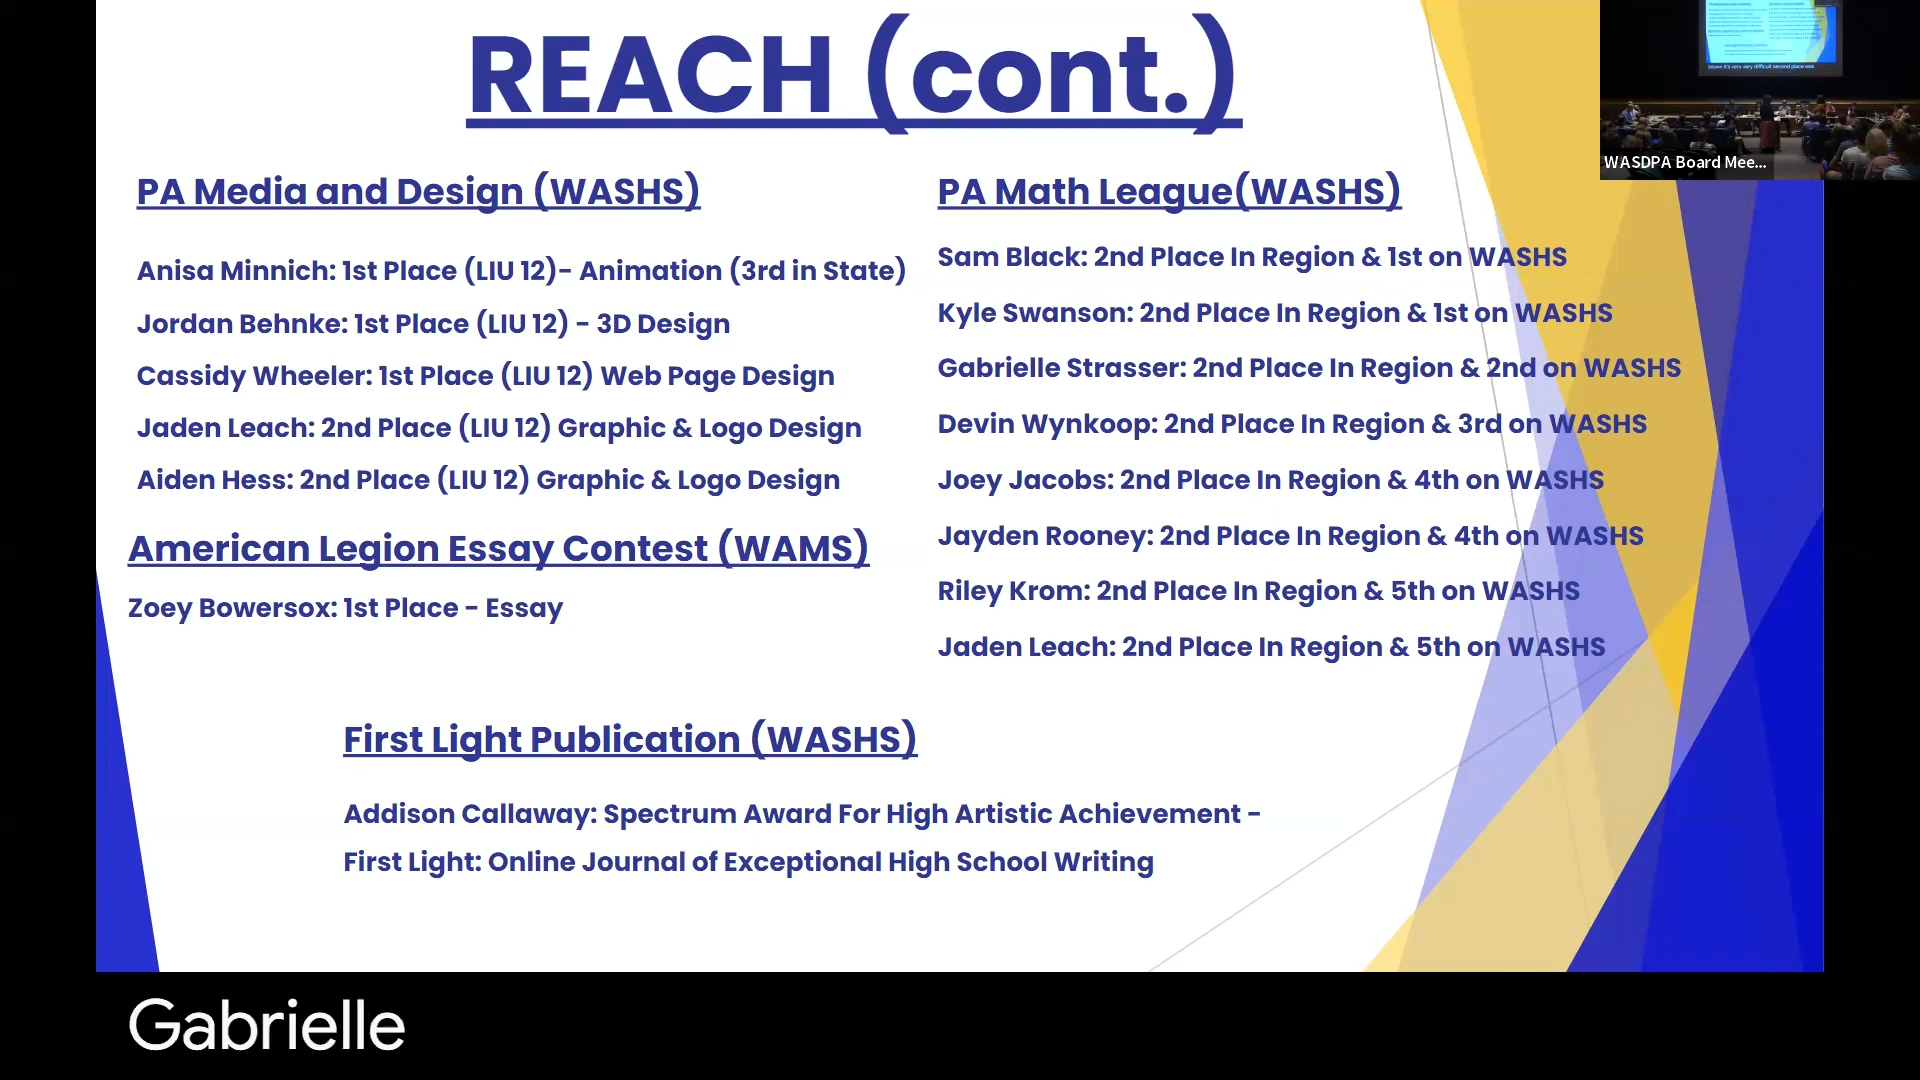 REACH (cont.)
PA Media and Design (WASHS)
Anisa Minnich: 1st Place (LIU 12)- Animation (3rd in State)
Jordan Behnke: 1st Place (LIU 12) - 3D Design
Cassidy Wheeler: 1st Place (LIU 12) Web Page Design
Jaden Leach: 2nd Place (LIU 12) Graphic & Logo Design
Aiden Hess: 2nd Place (LIU 12) Graphic & Logo Design
American Legion Essay Contest (WAMS)
Zoey Bowersox: 1st Place - Essay
PA Math League(WASHS)
Sam Black: 2nd Place In Region & 1st on WASHS
Kyle Swanson: 2nd Place In Region & 1st on WASHS
Gabrielle Strasser: 2nd Place In Region & 2nd on WASHS
Devin Wynkoop: 2nd Place In Region & 3rd on WASHS
Joey Jacobs: 2nd Place In Region & 4th on WASHS
Jayden Rooney: 2nd Place In Region & 4th on WASHS
Riley Krom: 2nd Place In Region & 5th on WASHS
Jaden Leach: 2nd Place In Region & 5th on WASHS
First Light Publication (WASHS)
Addison Callaway: Spectrum Award For High Artistic Achievement -
First Light: Online Journal of Exceptional High School Writing
blown it's very very difficult second place was
WASDPA Board Mee...
Gabrielle